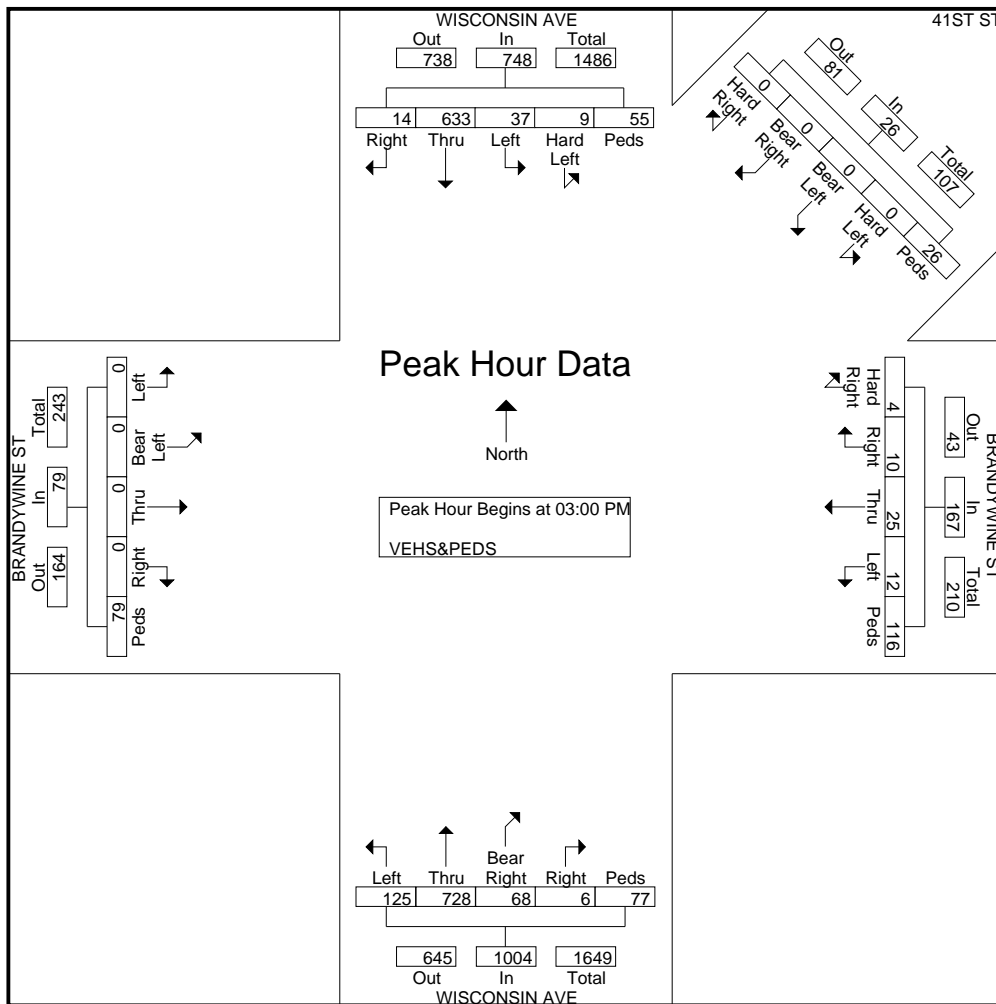 WISCONSIN AVE
Out In Total
738 748 1486
14 633 37 9 55
Right Thru Left Hard Left Peds
41ST ST
Out
81
In
26
Total
107
0 0 0 0 26
Hard Right
Bear Right
Bear Left
Hard Left
Peds
Peak Hour Data
North
Peak Hour Begins at 03:00 PM
VEHS&PEDS
BRANDYWINE ST
Total
243
In
79
Out
164
0 0 0 0 79
Left
Bear Left
Thru
Right
Peds
BRANDYWINE ST
Out
43
In
167
Total
210
4 10 25 12 116
Hard Right
Right
Thru
Left
Peds
Left Thru Bear Right Right Peds
125 728 68 6 77
645 1004 1649
Out In Total
WISCONSIN AVE